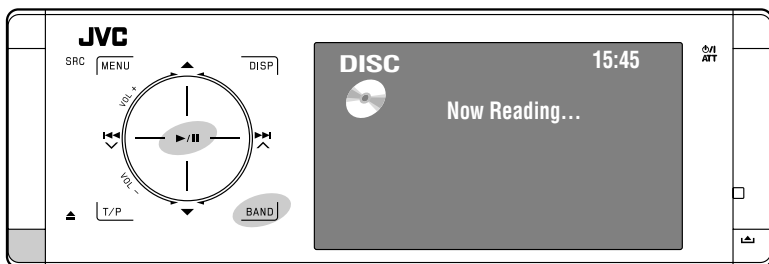 JVC
SRC
MENU
DISP
VOL +
VOL –
T/P
BAND
DISC
15:45
Now Reading...
/I
ATT